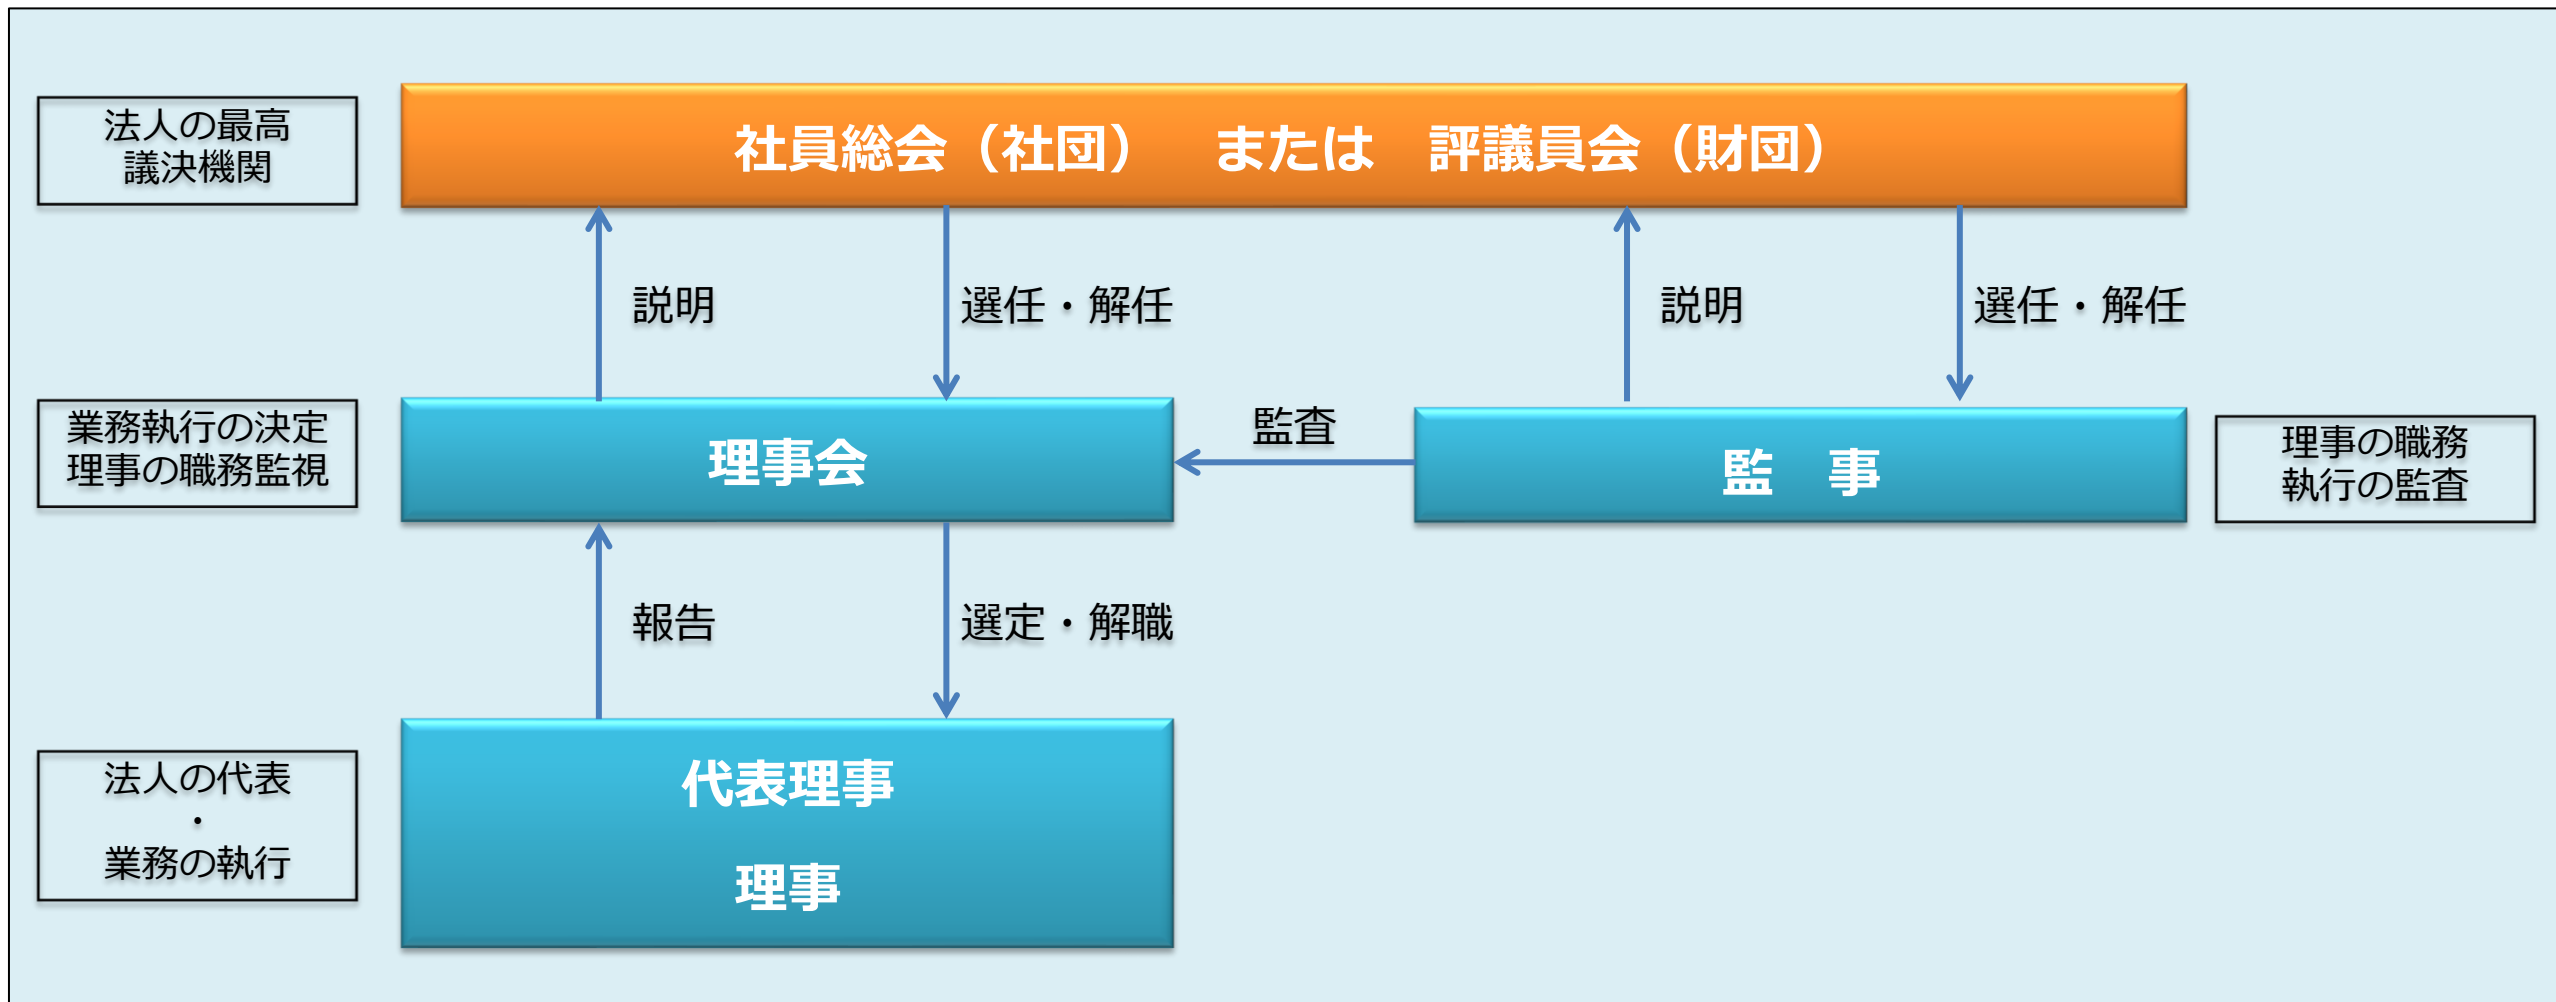 法人の最高
議決機関
社員総会（社団）　または　評議員会（財団）
説明
選任・解任
説明
選任・解任
業務執行の決定
理事の職務監視
理事会
監査
監　事
理事の職務
執行の監査
報告
選定・解職
法人の代表
・
業務の執行
代表理事
理事